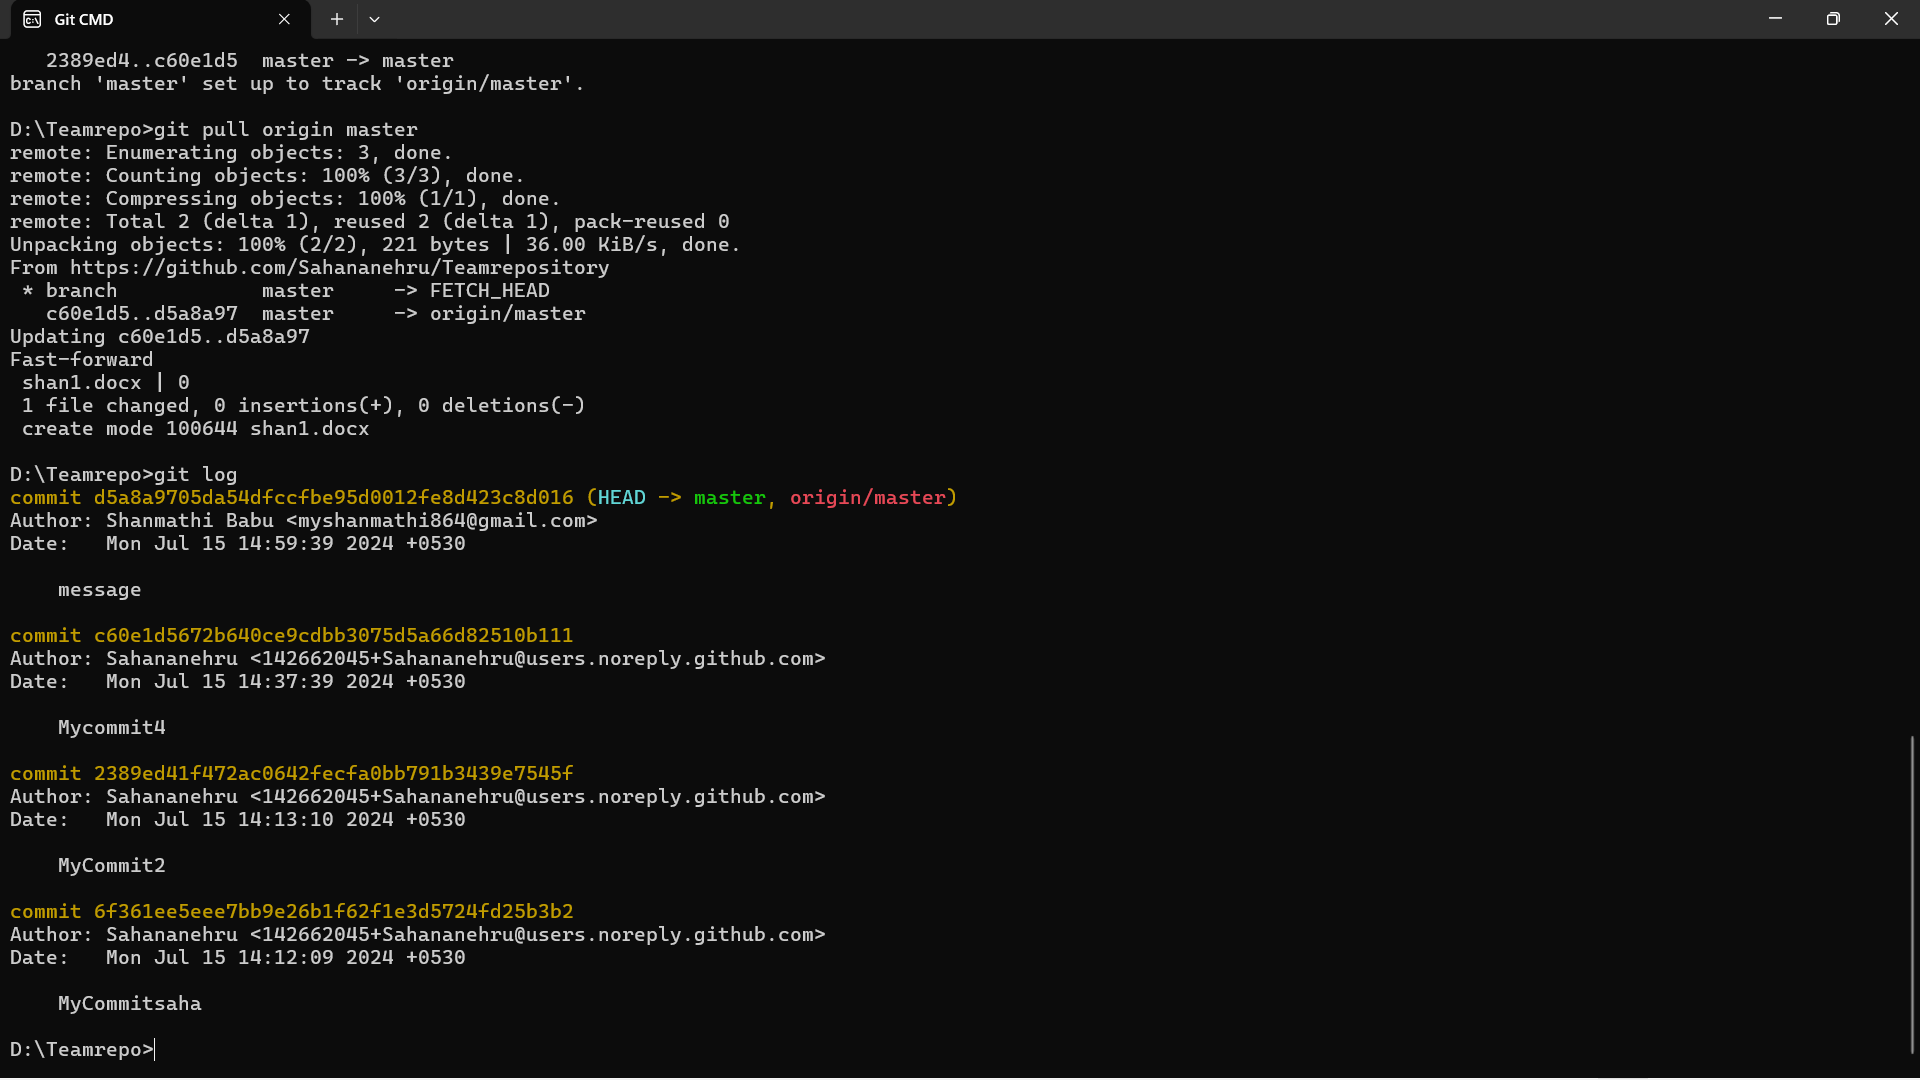 Git CMD
2389ed4..c60e1d5  master -> master
branch 'master' set up to track 'origin/master'.
D:\Teamrepo>git pull origin master
remote: Enumerating objects: 3, done.
remote: Counting objects: 100% (3/3), done.
remote: Compressing objects: 100% (1/1), done.
remote: Total 2 (delta 1), reused 2 (delta 1), pack-reused 0
Unpacking objects: 100% (2/2), 221 bytes | 36.00 KiB/s, done.
From https://github.com/Sahananehru/Teamrepository
 * branch            master     -> FETCH_HEAD
   c60e1d5..d5a8a97  master     -> origin/master
Updating c60e1d5..d5a8a97
Fast-forward
 shan1.docx | 0
 1 file changed, 0 insertions(+), 0 deletions(-)
 create mode 100644 shan1.docx
D:\Teamrepo>git log
commit d5a8a9705da54dfccfbe95d0012fe8d423c8d016 (HEAD -> master, origin/master)
Author: Shanmathi Babu <myshanmathi864@gmail.com>
Date:   Mon Jul 15 14:59:39 2024 +0530
    message
commit c60e1d5672b640ce9cdbb3075d5a66d82510b111
Author: Sahananehru <142662045+Sahananehru@users.noreply.github.com>
Date:   Mon Jul 15 14:37:39 2024 +0530
    Mycommit4
commit 2389ed41f472ac0642fecfa0bb791b3439e7545f
Author: Sahananehru <142662045+Sahananehru@users.noreply.github.com>
Date:   Mon Jul 15 14:13:10 2024 +0530
    MyCommit2
commit 6f361ee5eee7bb9e26b1f62f1e3d5724fd25b3b2
Author: Sahananehru <142662045+Sahananehru@users.noreply.github.com>
Date:   Mon Jul 15 14:12:09 2024 +0530
    MyCommitsaha
D:\Teamrepo>